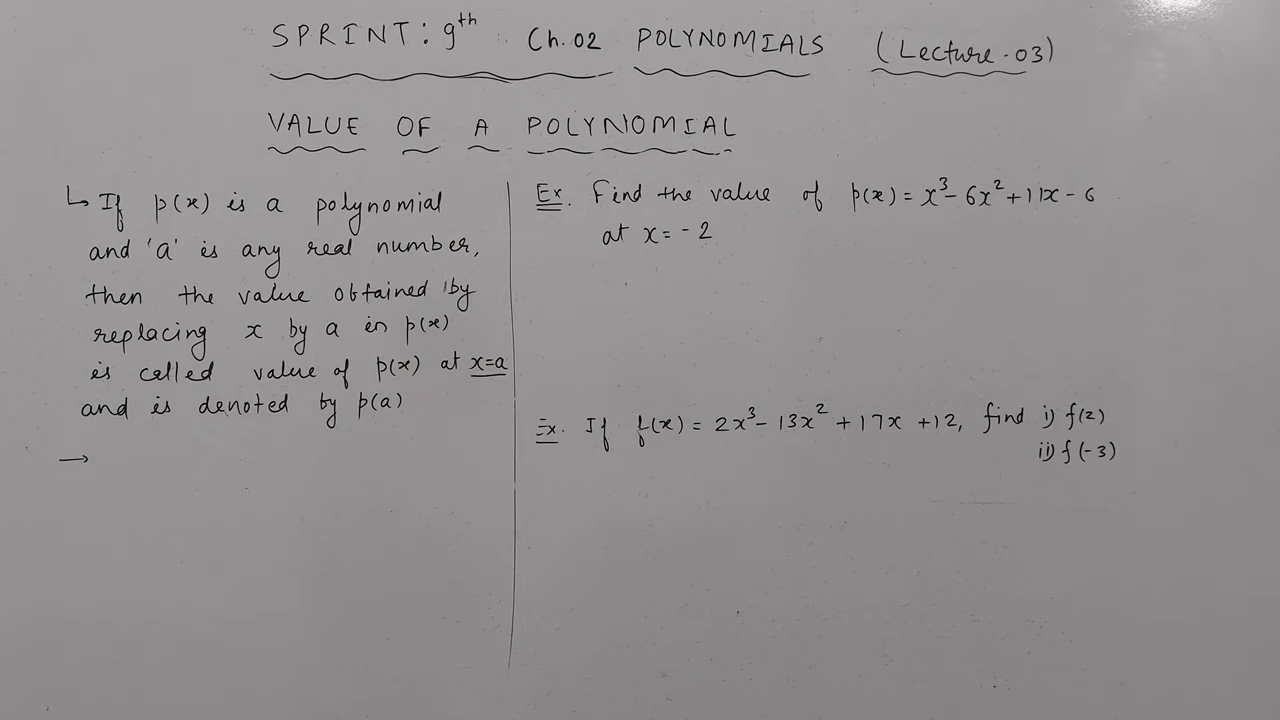 SPRINT: 9th Ch. 02 POLYNOMIALS (Lecture - 03)
VALUE OF A POLYNOMIAL
↳ If p(x) is a polynomial
and 'a' is any real number,
then the value obtained by
replacing x by a in p(x)
is called value of p(x) at x=a
and is denoted by p(a)
→
Ex. Find the value of p(x) = x³ - 6x² + 11x - 6
at x = -2
Ex. If f(x) = 2x³ - 13x² + 17x + 12, find i) f(2)
ii) f(-3)